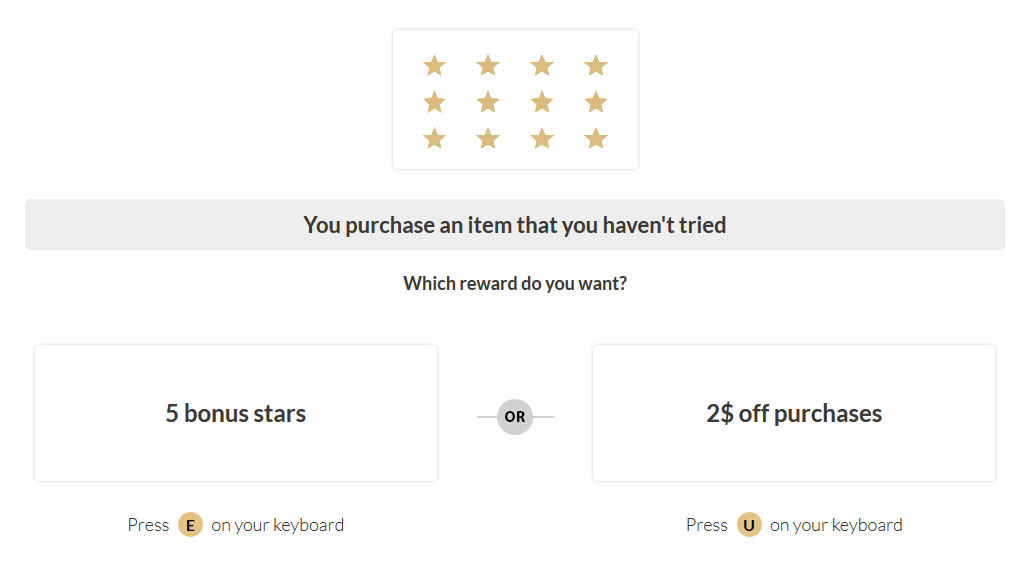 You purchase an item that you haven't tried
Which reward do you want?
5 bonus stars
OR
2$ off purchases
Press E on your keyboard
Press U on your keyboard